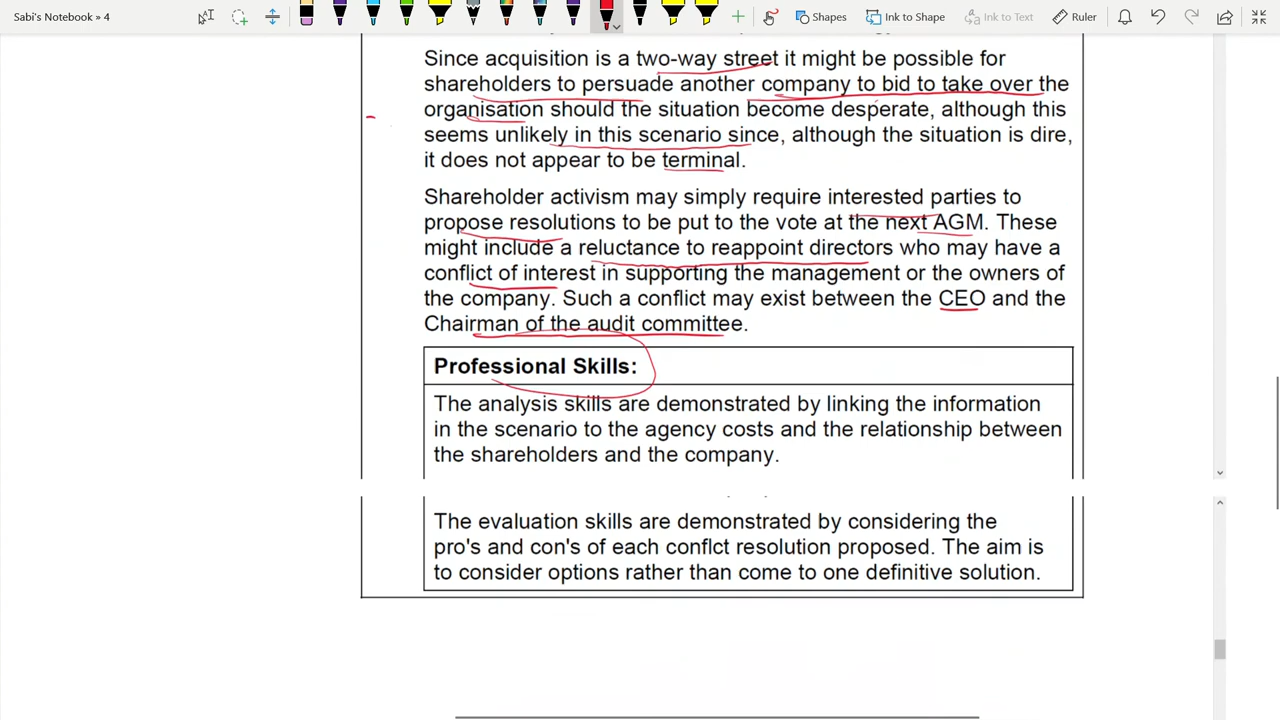 Sabi's Notebook » 4
Shapes
Ink to Shape
Ink to Text
Ruler
Since acquisition is a two-way street it might be possible for
shareholders to persuade another company to bid to take over the
organisation should the situation become desperate, although this
seems unlikely in this scenario since, although the situation is dire,
it does not appear to be terminal.
Shareholder activism may simply require interested parties to
propose resolutions to be put to the vote at the next AGM. These
might include a reluctance to reappoint directors who may have a
conflict of interest in supporting the management or the owners of
the company. Such a conflict may exist between the CEO and the
Chairman of the audit committee.
Professional Skills:
The analysis skills are demonstrated by linking the information
in the scenario to the agency costs and the relationship between
the shareholders and the company.
The evaluation skills are demonstrated by considering the
pro's and con's of each conflct resolution proposed. The aim is
to consider options rather than come to one definitive solution.